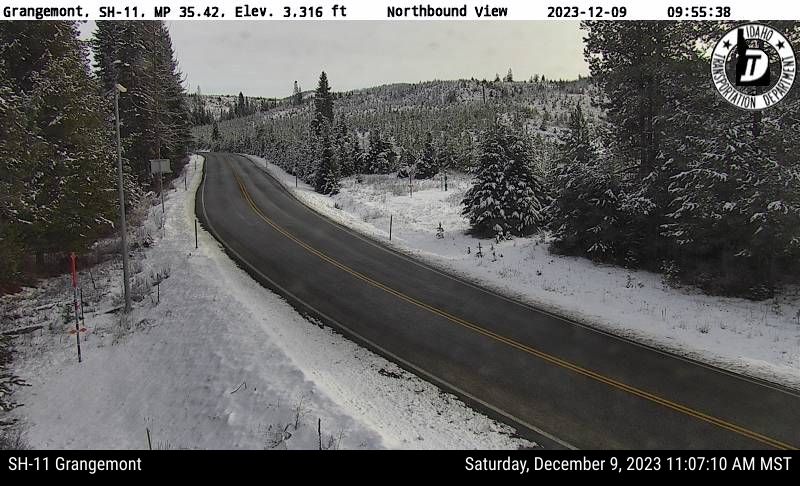 Grangemont, SH-11, MP 35.42, Elev. 3,316 ft Northbound View 2023-12-09 09:55:38
IDAHO
TRANSPORTATION DEPARTMENT
SH-11 Grangemont Saturday, December 9, 2023 11:07:10 AM MST